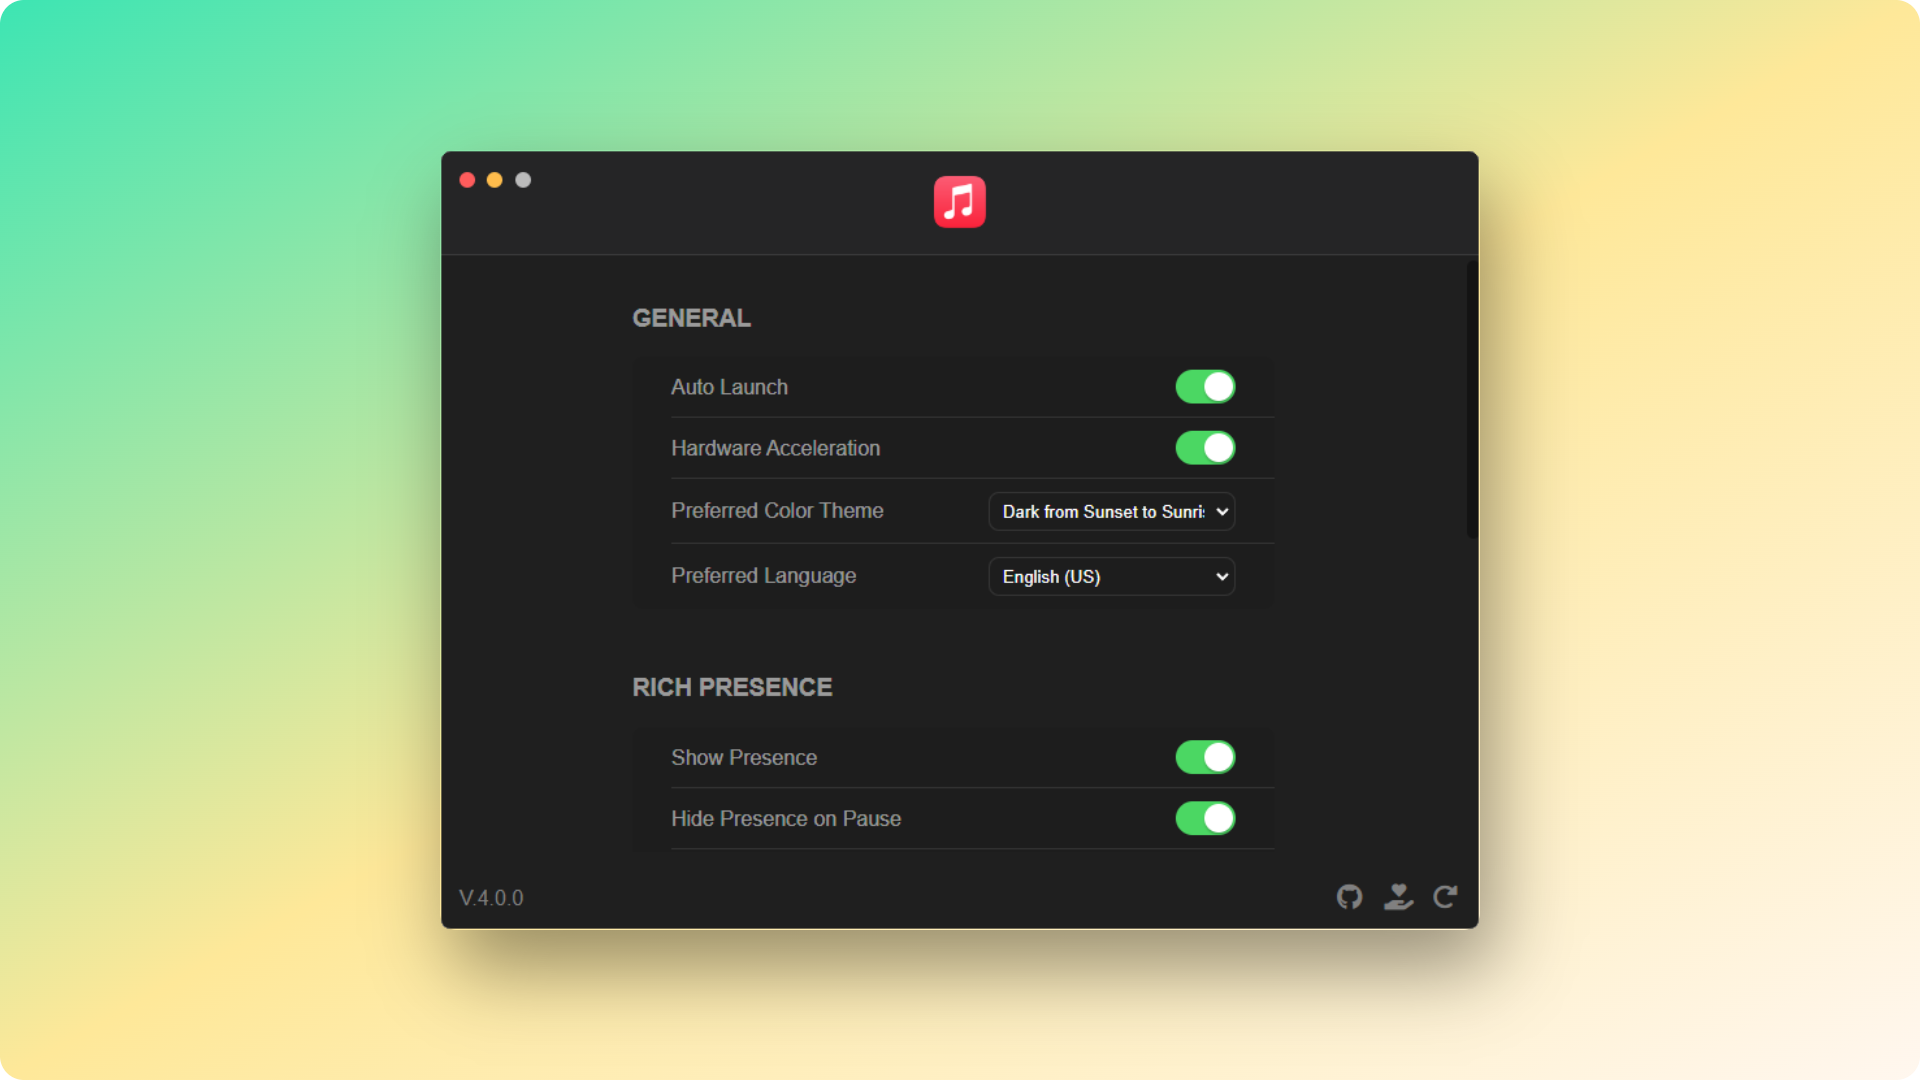 GENERAL
Auto Launch
Hardware Acceleration
Preferred Color Theme
Dark from Sunset to Sunri
Preferred Language
English (US)
RICH PRESENCE
Show Presence
Hide Presence on Pause
V.4.0.0